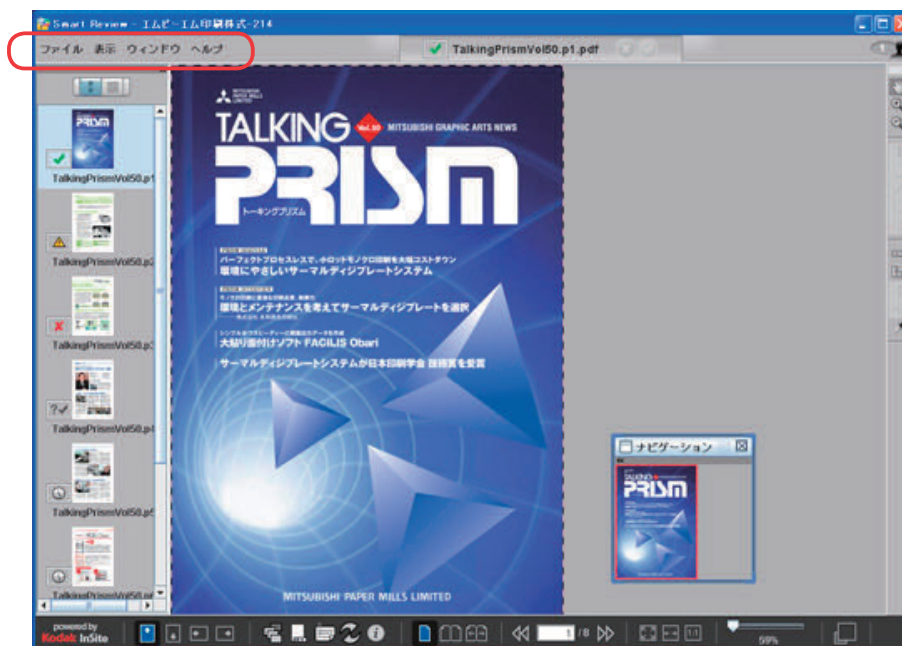 Smart Review - エムピーエム印刷株式-214
ファイル 表示 ウィンドウ ヘルプ
TalkingPrismVol50.p1.pdf
TalkingPrismVol50.p1
TalkingPrismVol50.p2
TalkingPrismVol50.p3
TalkingPrismVol50.p4
TalkingPrismVol50.p5
MITSUBISHI PAPER MILLS LIMITED
TALKING Vol.50 MITSUBISHI GRAPHIC ARTS NEWS
PRISM
トーキングプリズム
パーフェクトプロセスレスで、小ロットモノクロ印刷を大幅コストダウン
環境にやさしいサーマルディジプレートシステム
環境とメンテナンスを考えてサーマルディジプレートを選択
大貼り面付けソフト FACILIS Obari
サーマルディジプレートシステムが日本印刷学会 技術賞を受賞
MITSUBISHI PAPER MILLS LIMITED
ナビゲーション
PRISM
powered by
Kodak InSite
1 / 8
1:1
59%